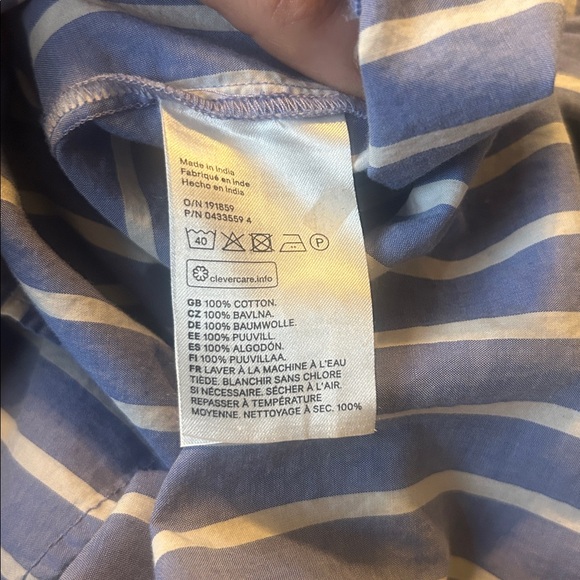 Made in India
Fabriqué en Inde
Hecho en India
O/N 191859
P/N 0433559 4
40 P
clevercare.info
GB 100% COTTON.
CZ 100% BAVLNA.
DE 100% BAUMWOLLE.
EE 100% PUUVILL.
ES 100% ALGODÓN.
FI 100% PUUVILLAA.
FR LAVER À LA MACHINE À L'EAU
TIÈDE. BLANCHIR SANS CHLORE
SI NÉCESSAIRE. SÉCHER À L'AIR.
REPASSER À TEMPÉRATURE
MOYENNE. NETTOYAGE À SEC. 100%